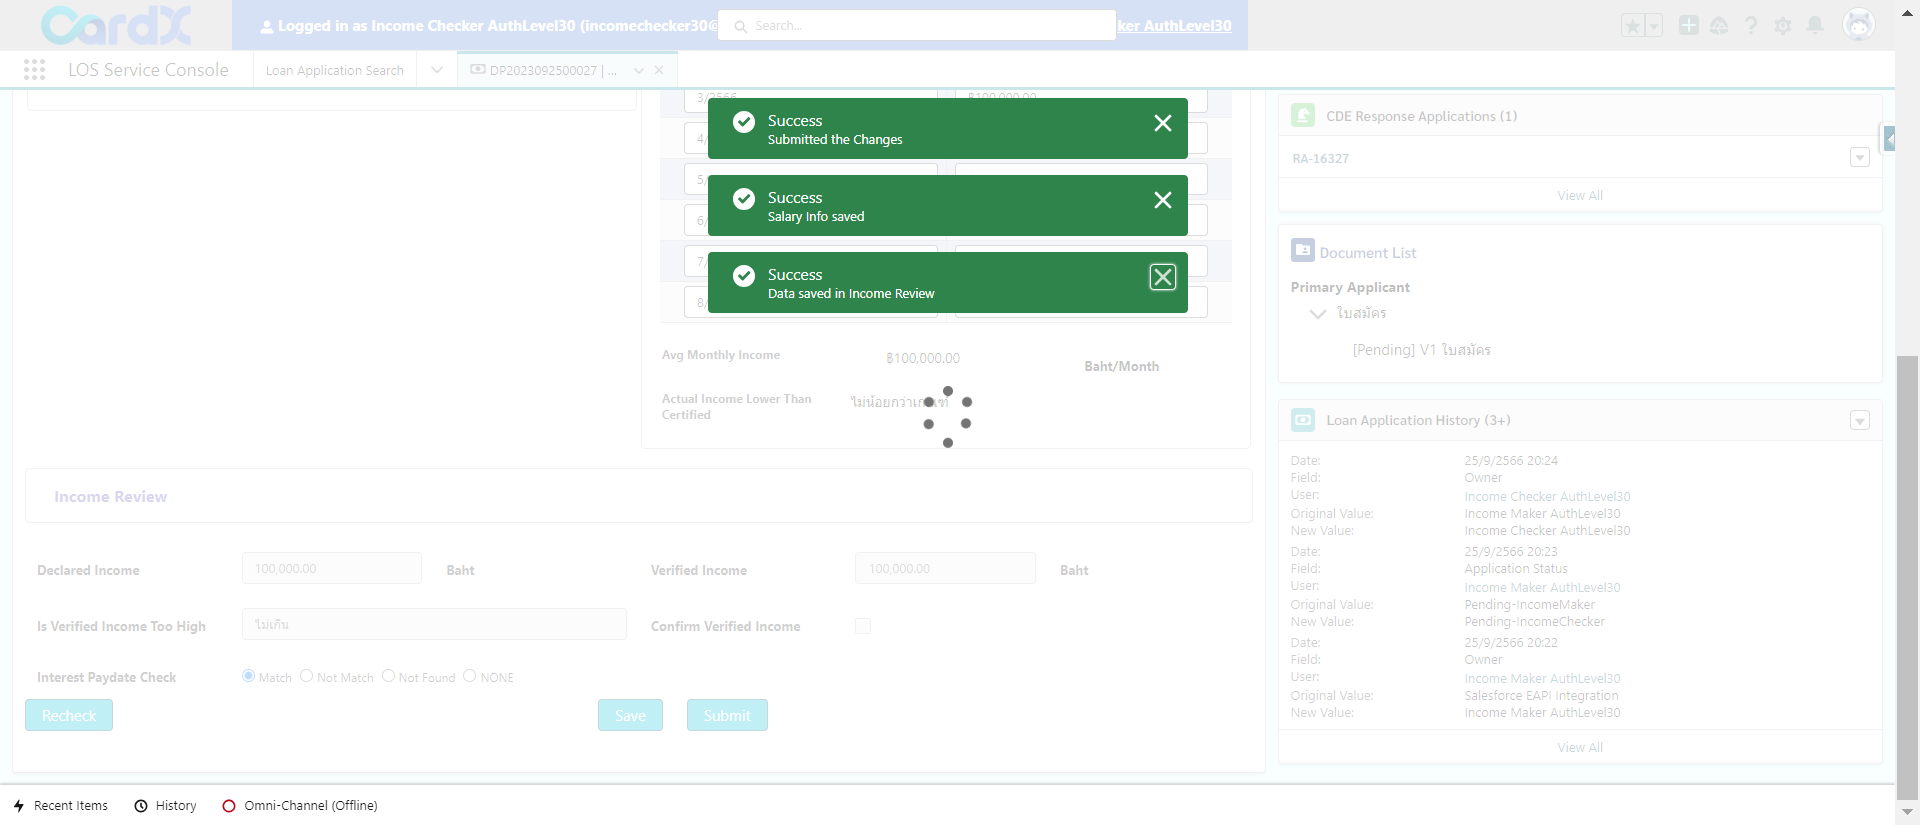 CardX
Logged in as Income Checker AuthLevel30 (incomechecker30@
Search...
ker AuthLevel30
LOS Service Console
Loan Application Search
DP2023092500027 | ...
3/2566
฿100,000.00
4/
5/
6/
7/
8/
Success
Submitted the Changes
Success
Salary Info saved
Success
Data saved in Income Review
Avg Monthly Income
฿100,000.00
Baht/Month
Actual Income Lower Than
Certified
ไม่น้อยกว่าเกณฑ์
Income Review
Declared Income
100,000.00
Baht
Verified Income
100,000.00
Baht
Is Verified Income Too High
ไม่เกิน
Confirm Verified Income
Interest Paydate Check
Match
Not Match
Not Found
NONE
Recheck
Save
Submit
CDE Response Applications (1)
RA-16327
View All
Document List
Primary Applicant
ใบสมัคร
[Pending] V1 ใบสมัคร
Loan Application History (3+)
Date: 25/9/2566 20:24
Field: Owner
User: Income Checker AuthLevel30
Original Value: Income Maker AuthLevel30
New Value: Income Checker AuthLevel30
Date: 25/9/2566 20:23
Field: Application Status
User: Income Maker AuthLevel30
Original Value: Pending-IncomeMaker
New Value: Pending-IncomeChecker
Date: 25/9/2566 20:22
Field: Owner
User: Income Maker AuthLevel30
Original Value: Salesforce EAPI Integration
New Value: Income Maker AuthLevel30
View All
Recent Items
History
Omni-Channel (Offline)